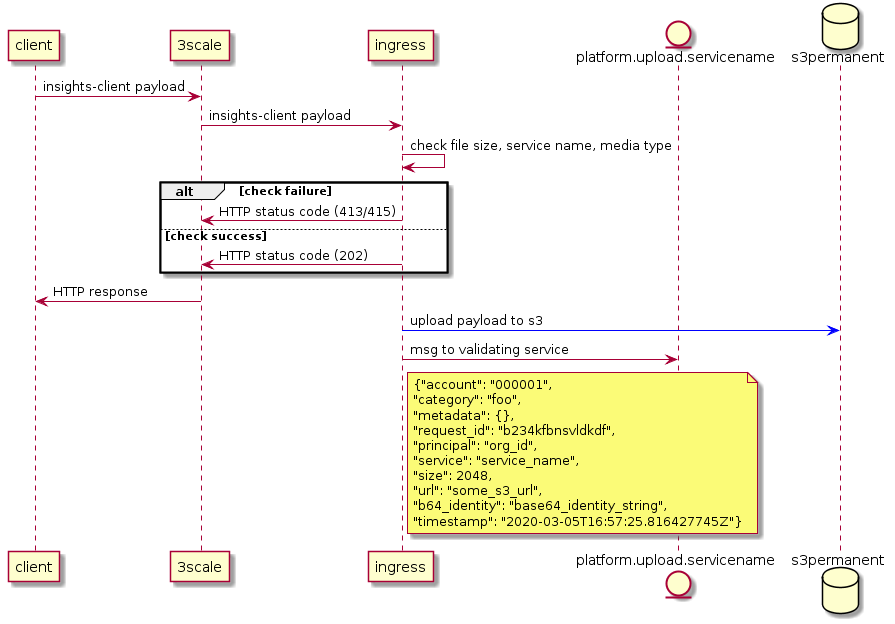 client
3scale
ingress
platform.upload.servicename
s3permanent
insights-client payload
insights-client payload
check file size, service name, media type
alt [check failure]
HTTP status code (413/415)
[check success]
HTTP status code (202)
HTTP response
upload payload to s3
msg to validating service
{"account": "000001",
"category": "foo",
"metadata": {},
"request_id": "b234kfbnsvldkdf",
"principal": "org_id",
"service": "service_name",
"size": 2048,
"url": "some_s3_url",
"b64_identity": "base64_identity_string",
"timestamp": "2020-03-05T16:57:25.816427745Z"}
client
3scale
ingress
platform.upload.servicename
s3permanent